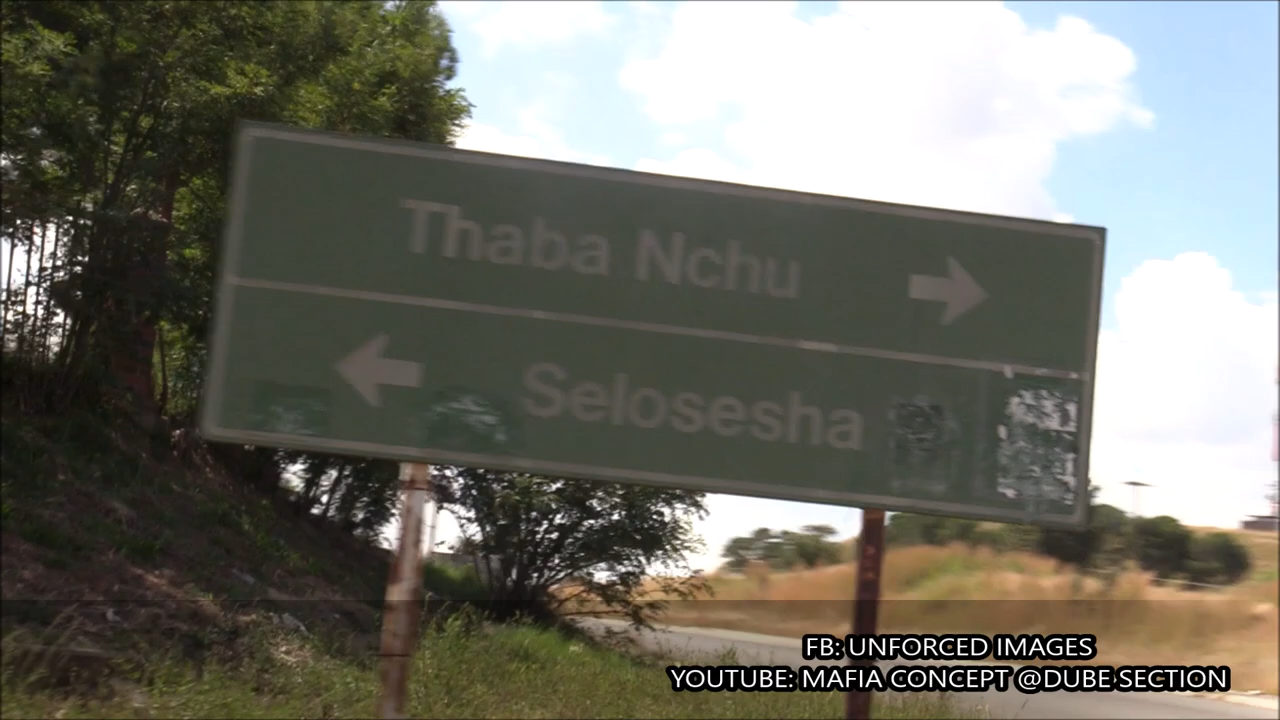 Thaba Nchu
Selosesha
FB: UNFORCED IMAGES
YOUTUBE: MAFIA CONCEPT @DUBE SECTION